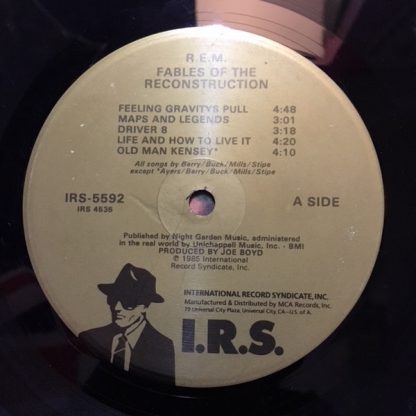 R.E.M.
FABLES OF THE
RECONSTRUCTION
FEELING GRAVITYS PULL 4:48
MAPS AND LEGENDS 3:01
DRIVER 8 3:18
LIFE AND HOW TO LIVE IT 4:20
OLD MAN KENSEY* 4:10
All songs by Barry/Buck/Mills/Stipe
except *Ayers/Barry/Buck/Mills/Stipe
IRS-5592
IRS 4535
A SIDE
Published by Night Garden Music, administered
in the real world by Unichappell Music, Inc. - BMI
PRODUCED BY JOE BOYD
℗ 1985 International
Record Syndicate, Inc.
INTERNATIONAL RECORD SYNDICATE, INC.
Manufactured & Distributed by MCA Records, Inc.
70 Universal City Plaza, Universal City, CA.-U.S. of A.
I.R.S.